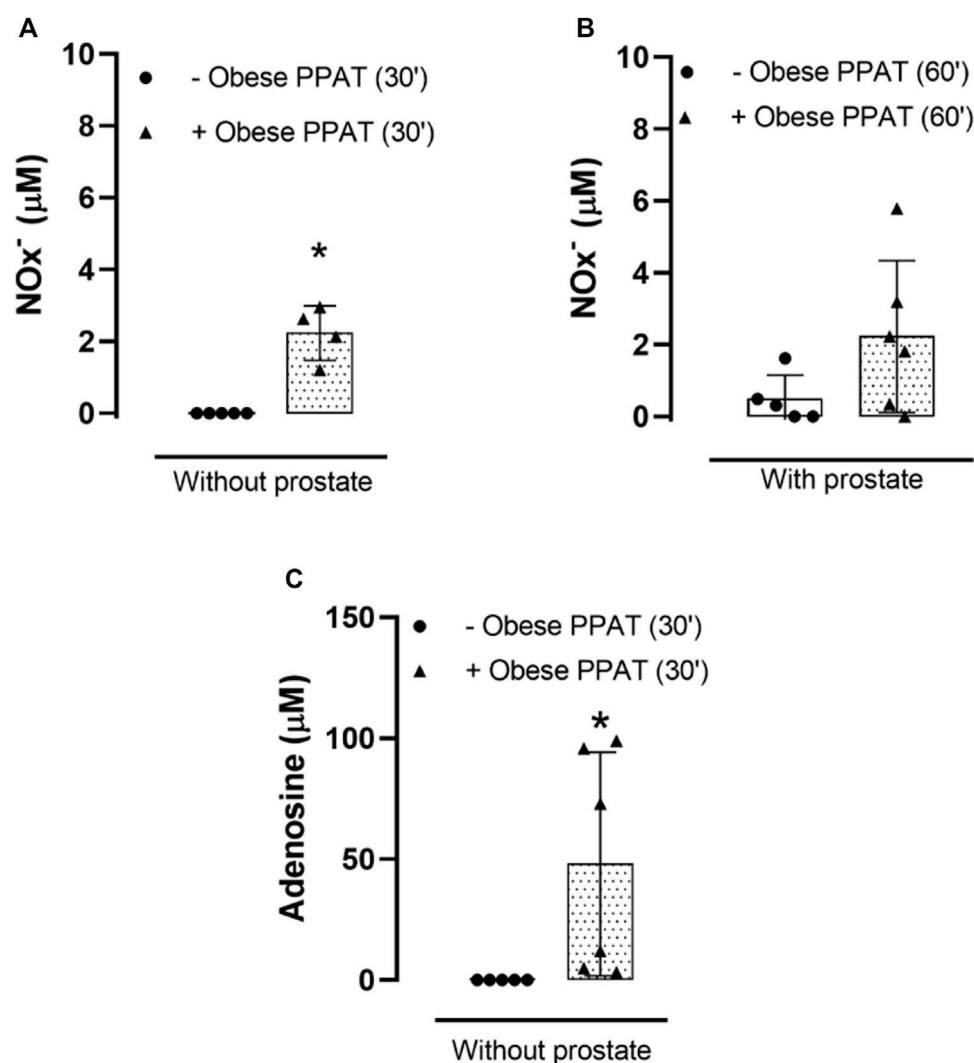 A
10
8
6
4
2
0
NOx⁻ (μM)
- Obese PPAT (30')
+ Obese PPAT (30')
*
Without prostate
B
10
8
6
4
2
0
NOx⁻ (μM)
- Obese PPAT (60')
+ Obese PPAT (60')
With prostate
C
150
100
50
0
Adenosine (μM)
- Obese PPAT (30')
+ Obese PPAT (30')
*
Without prostate